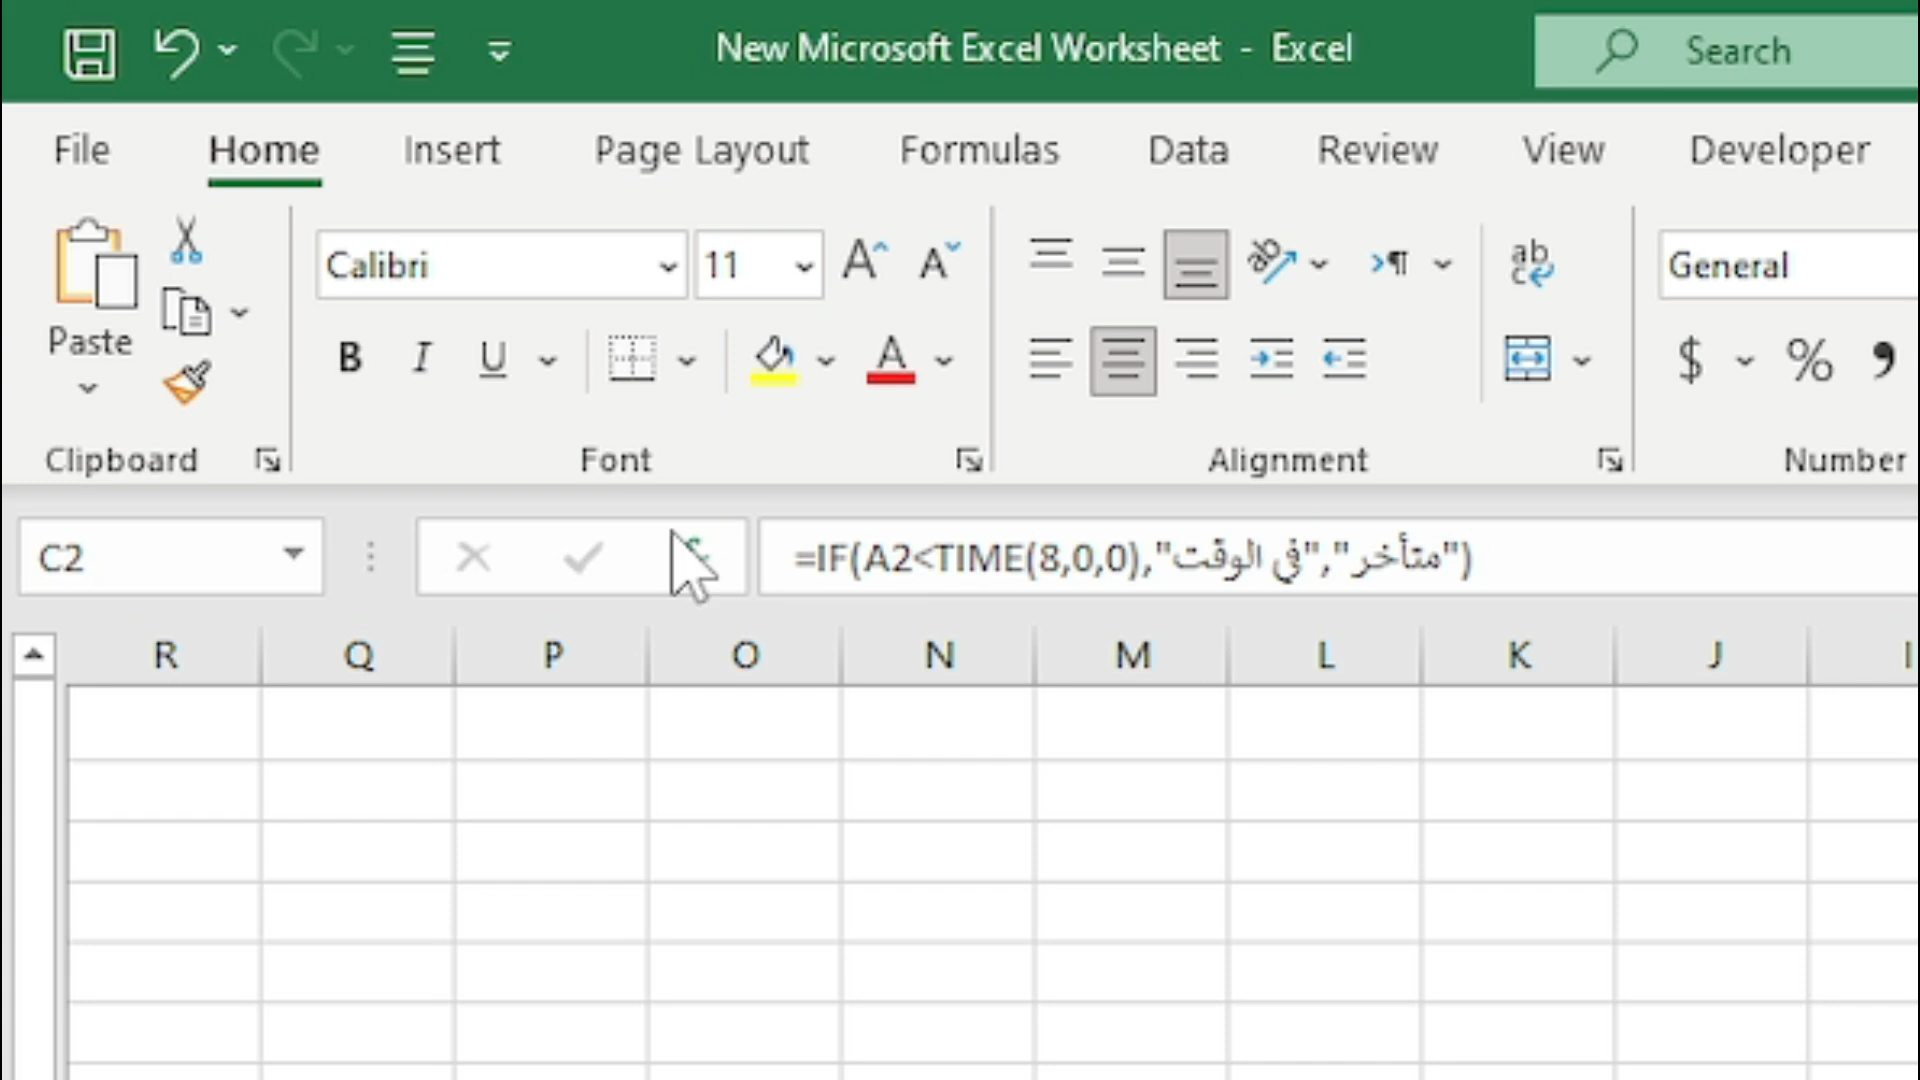 New Microsoft Excel Worksheet - Excel
Search
File Home Insert Page Layout Formulas Data Review View Developer
Paste
Calibri 11
ab
General
B I U A
$ % ,
Clipboard Font Alignment Number
C2
=IF(A2<TIME(8,0,0),"في الوقت","متأخر")
R Q P O N M L K J I